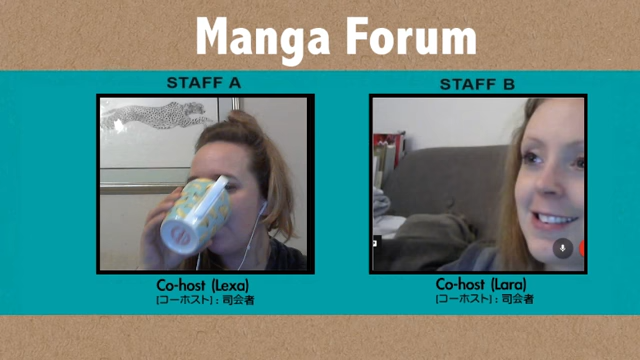 Manga Forum
STAFF A
STAFF B
Co-host (Lexa)
[コーホスト] : 司会者
Co-host (Lara)
[コーホスト] : 司会者